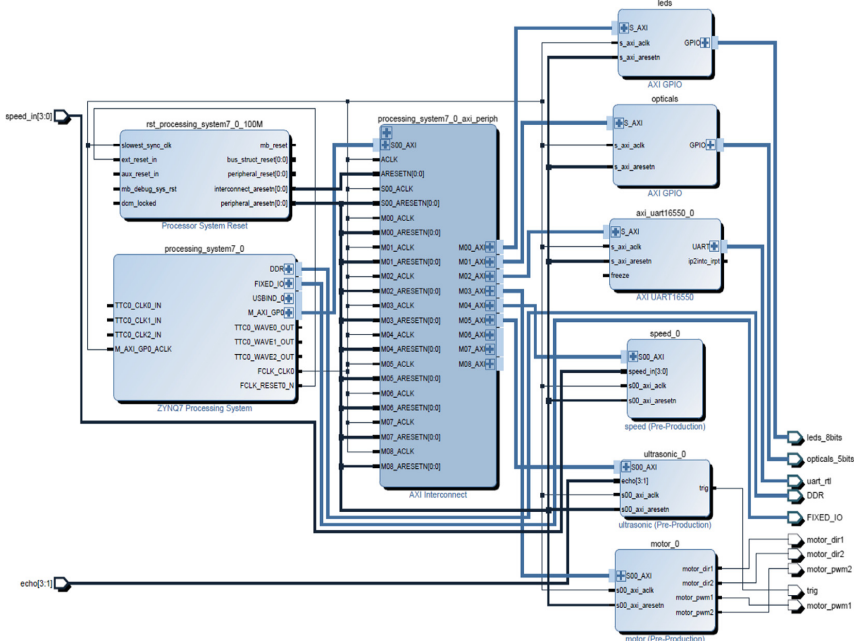 leds
S_AXI
s_axi_aclk
s_axi_aresetn
GPIO
AXI GPIO
opticals
S_AXI
s_axi_aclk
s_axi_aresetn
GPIO
AXI GPIO
speed_in[3:0]
rst_processing_system7_0_100M
slowest_sync_clk
ext_reset_in
aux_reset_in
mb_debug_sys_rst
dcm_locked
mb_reset
bus_struct_reset[0:0]
peripheral_reset[0:0]
interconnect_aresetn[0:0]
peripheral_aresetn[0:0]
Processor System Reset
processing_system7_0_axi_periph
S00_AXI
ACLK
ARESETN[0:0]
S00_ACLK
S00_ARESETN[0:0]
M00_ACLK
M00_ARESETN[0:0]
M01_ACLK
M01_ARESETN[0:0]
M02_ACLK
M02_ARESETN[0:0]
M03_ACLK
M03_ARESETN[0:0]
M04_ACLK
M04_ARESETN[0:0]
M05_ACLK
M05_ARESETN[0:0]
M06_ACLK
M06_ARESETN[0:0]
M07_ACLK
M07_ARESETN[0:0]
M08_ACLK
M08_ARESETN[0:0]
M00_AXI
M01_AXI
M02_AXI
M03_AXI
M04_AXI
M05_AXI
M06_AXI
M07_AXI
M08_AXI
AXI Interconnect
axi_uart16550_0
S_AXI
s_axi_aclk
s_axi_aresetn
freeze
UART
ip2intc_irpt
AXI UART16550
processing_system7_0
TTC0_CLK0_IN
TTC0_CLK1_IN
TTC0_CLK2_IN
M_AXI_GP0_ACLK
DDR
FIXED_IO
USBIND_0
M_AXI_GP0
TTC0_WAVE0_OUT
TTC0_WAVE1_OUT
TTC0_WAVE2_OUT
FCLK_CLK0
FCLK_RESET0_N
ZYNQ7 Processing System
speed_0
S00_AXI
speed_in[3:0]
s00_axi_aclk
s00_axi_aresetn
speed (Pre-Production)
ultrasonic_0
S00_AXI
echo[3:1]
s00_axi_aclk
s00_axi_aresetn
trig
ultrasonic (Pre-Production)
motor_0
S00_AXI
s00_axi_aclk
s00_axi_aresetn
motor_dir1
motor_dir2
motor_pwm1
motor_pwm2
motor (Pre-Production)
echo[3:1]
leds_8bits
opticals_5bits
uart_rtl
DDR
FIXED_IO
motor_dir1
motor_dir2
motor_pwm2
trig
motor_pwm1